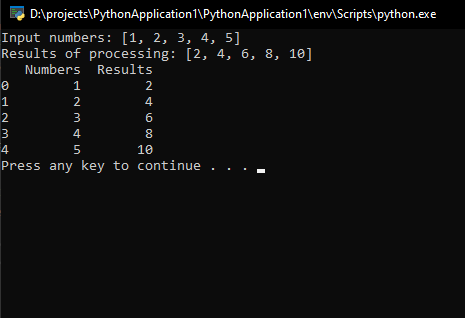 D:\projects\PythonApplication1\PythonApplication1\env\Scripts\python.exe
Input numbers: [1, 2, 3, 4, 5]
Results of processing: [2, 4, 6, 8, 10]
   Numbers  Results
0        1        2
1        2        4
2        3        6
3        4        8
4        5       10
Press any key to continue . . .